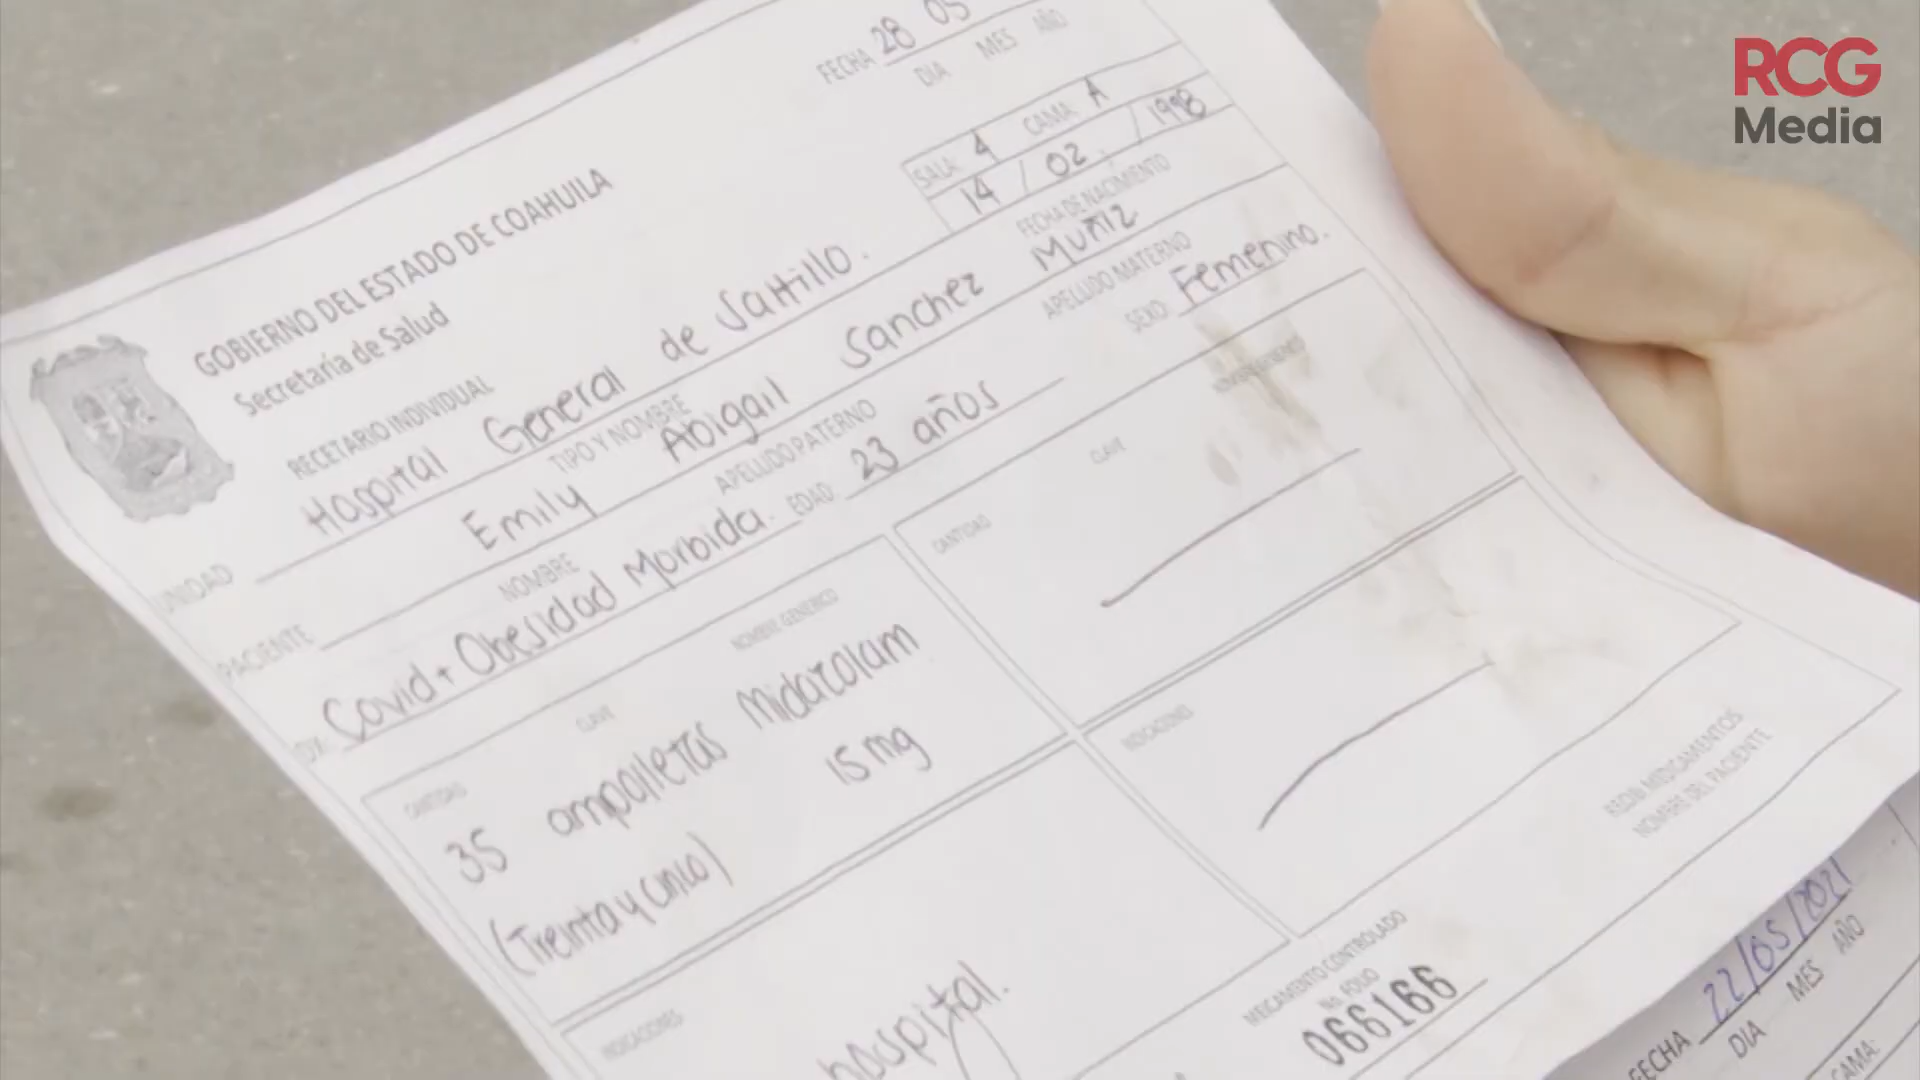 RCG
Media
FECHA 28 05
DIA MES AÑO
SALA: 4 CAMA: A
14 / 02 / 1998
FECHA DE NACIMIENTO
GOBIERNO DEL ESTADO DE COAHUILA
Secretaría de Salud
RECETARIO INDIVIDUAL
UNIDAD Hospital General de Saltillo.
TIPO Y NOMBRE
PACIENTE Emily Abigail Sanchez Muñiz
NOMBRE APELLIDO PATERNO APELLIDO MATERNO
DX: Covid + Obesidad Morbida. EDAD 23 años SEXO: Femenino.
CANTIDAD CLAVE NOMBRE GENERICO
35 ampolletas Midazolam
15 mg
(Treinta y cinco)
CANTIDAD CLAVE NOMBRE GENERICO
INDICACIONES
hospital.
INDICACIONES
RECIBI MEDICAMENTOS
NOMBRE DEL PACIENTE
MEDICAMENTO CONTROLADO
No. FOLIO
066166
FECHA 22/05/2021
DIA MES AÑO
CAMA: